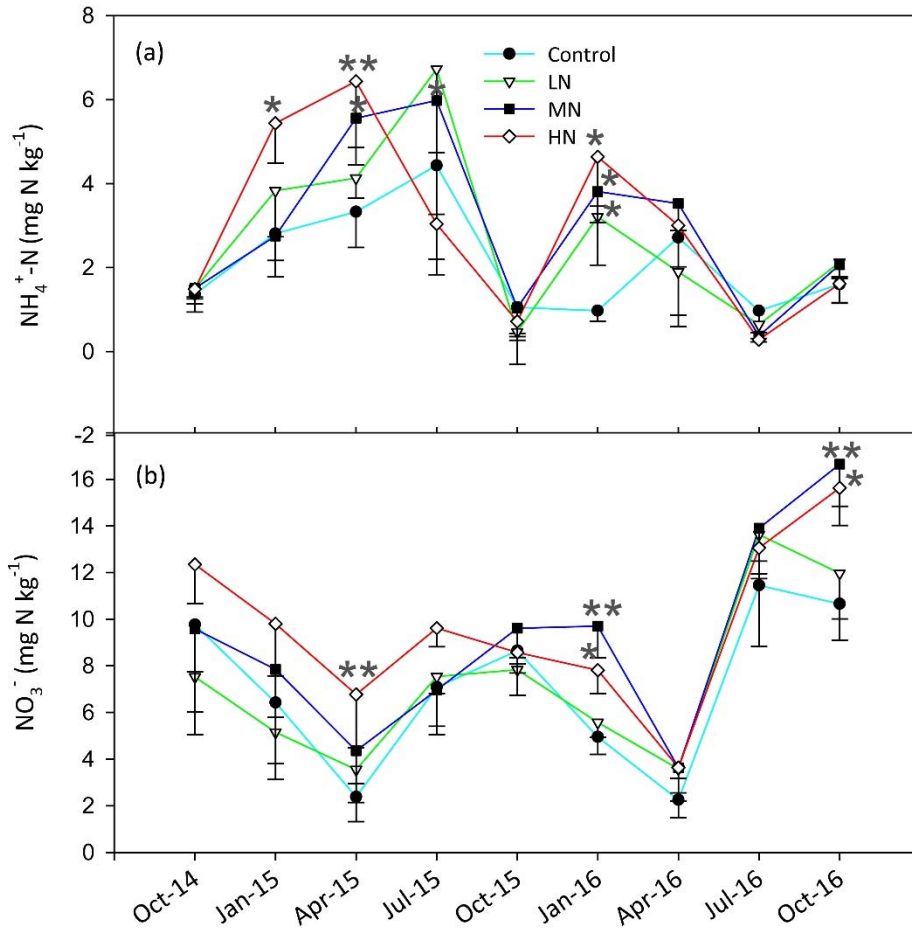 (a)
Control
LN
MN
HN
NH₄⁺-N (mg N kg⁻¹)
8
6
4
2
0
-2
**
*
*
*
*
*
*
(b)
NO₃⁻ (mg N kg⁻¹)
16
14
12
10
8
6
4
2
0
**
**
*
**
*
Oct-14
Jan-15
Apr-15
Jul-15
Oct-15
Jan-16
Apr-16
Jul-16
Oct-16